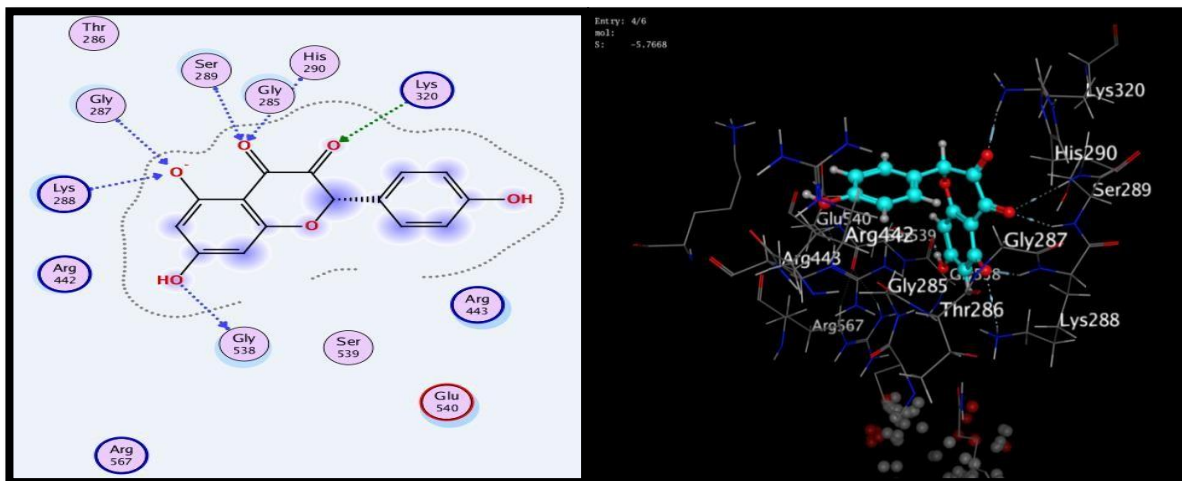 Thr
286
Ser
289
His
290
Gly
285
Lys
320
Gly
287
O
O
O
-
Lys
288
OH
O
Arg
442
HO
Arg
443
Gly
538
Ser
539
Glu
540
Arg
567
Entry: 4/6
mol:
S: -5.7668
Lys320
His290
Ser289
Glu540
Arg442
539
Gly287
Arg443
Gly285
Thr286
Arg567
Lys288